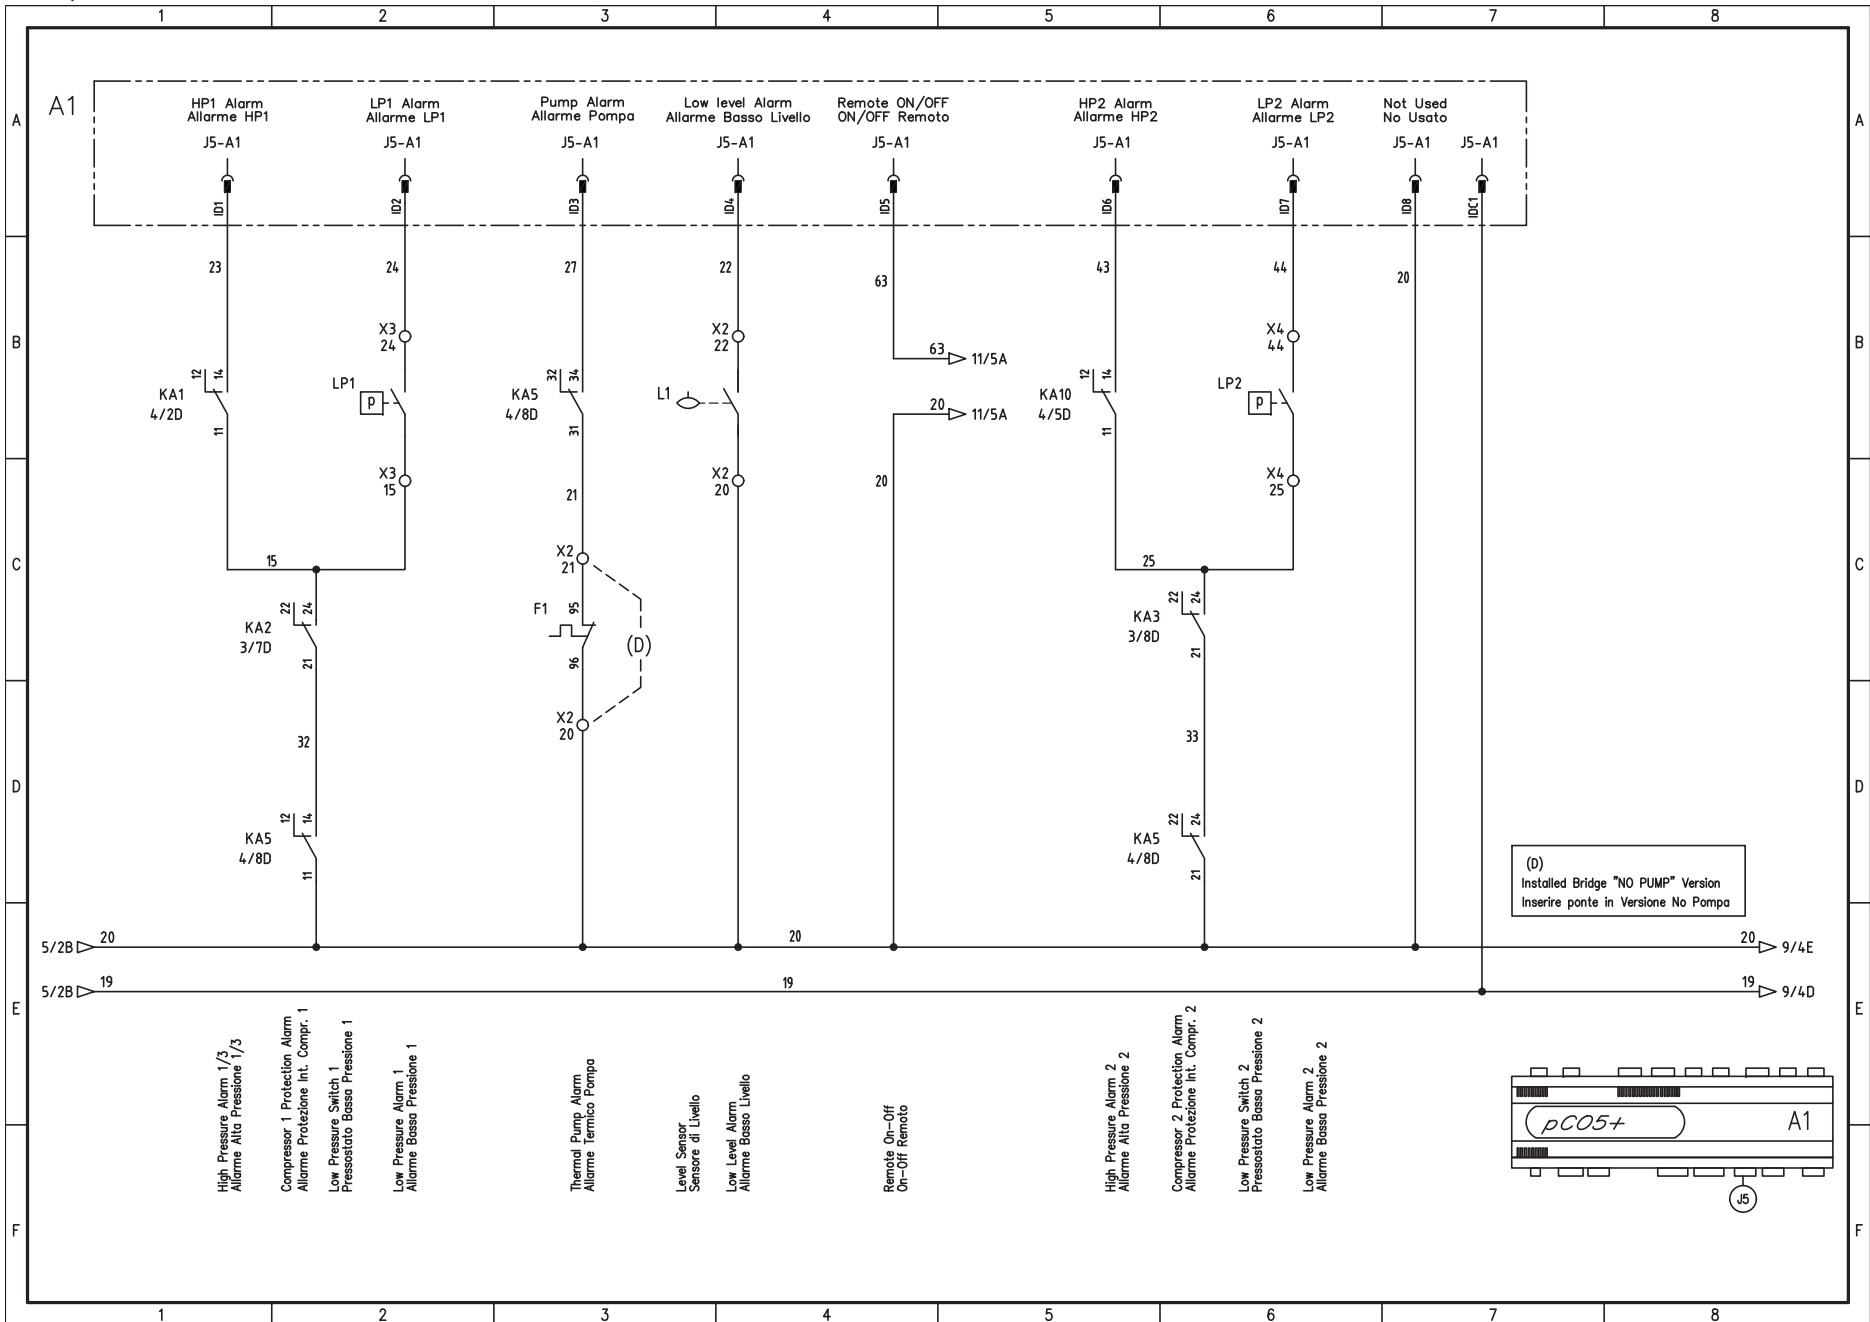 1 2 3 4 5 6 7 8
A A
A1
HP1 Alarm
Allarme HP1
J5-A1
ID1
LP1 Alarm
Allarme LP1
J5-A1
ID2
Pump Alarm
Allarme Pompa
J5-A1
ID3
Low level Alarm
Allarme Basso Livello
J5-A1
ID4
Remote ON/OFF
ON/OFF Remoto
J5-A1
ID5
HP2 Alarm
Allarme HP2
J5-A1
ID6
LP2 Alarm
Allarme LP2
J5-A1
ID7
Not Used
No Usato
J5-A1
ID8
J5-A1
IDC1
B B
23 24 27 22 63 43 44 20
X3
24
X2
22
63 11/5A
X4
44
KA1
4/2D
12 14
11
LP1
P
KA5
4/8D
32 34
31
L1
20 11/5A
KA10
4/5D
12 14
11
LP2
P
X3
15
21
X2
20
20
X4
25
C C
15
X2
21
25
KA2
3/7D
22 24
21
F1
95
96
(D)
KA3
3/8D
22 24
21
X2
20
32
33
D D
KA5
4/8D
12 14
11
KA5
4/8D
22 24
21
(D)
Installed Bridge "NO PUMP" Version
Inserire ponte in Versione No Pompa
5/2B 20 20 20 9/4E
5/2B 19 19 19 9/4D
E E
High Pressure Alarm 1/3
Allarme Alta Pressione 1/3
Compressor 1 Protection Alarm
Allarme Protezione Int. Compr. 1
Low Pressure Switch 1
Pressostato Bassa Pressione 1
Low Pressure Alarm 1
Allarme Bassa Pressione 1
Thermal Pump Alarm
Allarme Termico Pompa
Level Sensor
Sensore di Livello
Low Level Alarm
Allarme Basso Livello
Remote On-Off
On-Off Remoto
High Pressure Alarm 2
Allarme Alta Pressione 2
Compressor 2 Protection Alarm
Allarme Protezione Int. Compr. 2
Low Pressure Switch 2
Pressostato Bassa Pressione 2
Low Pressure Alarm 2
Allarme Bassa Pressione 2
pCO5+ A1
J5
F F
1 2 3 4 5 6 7 8